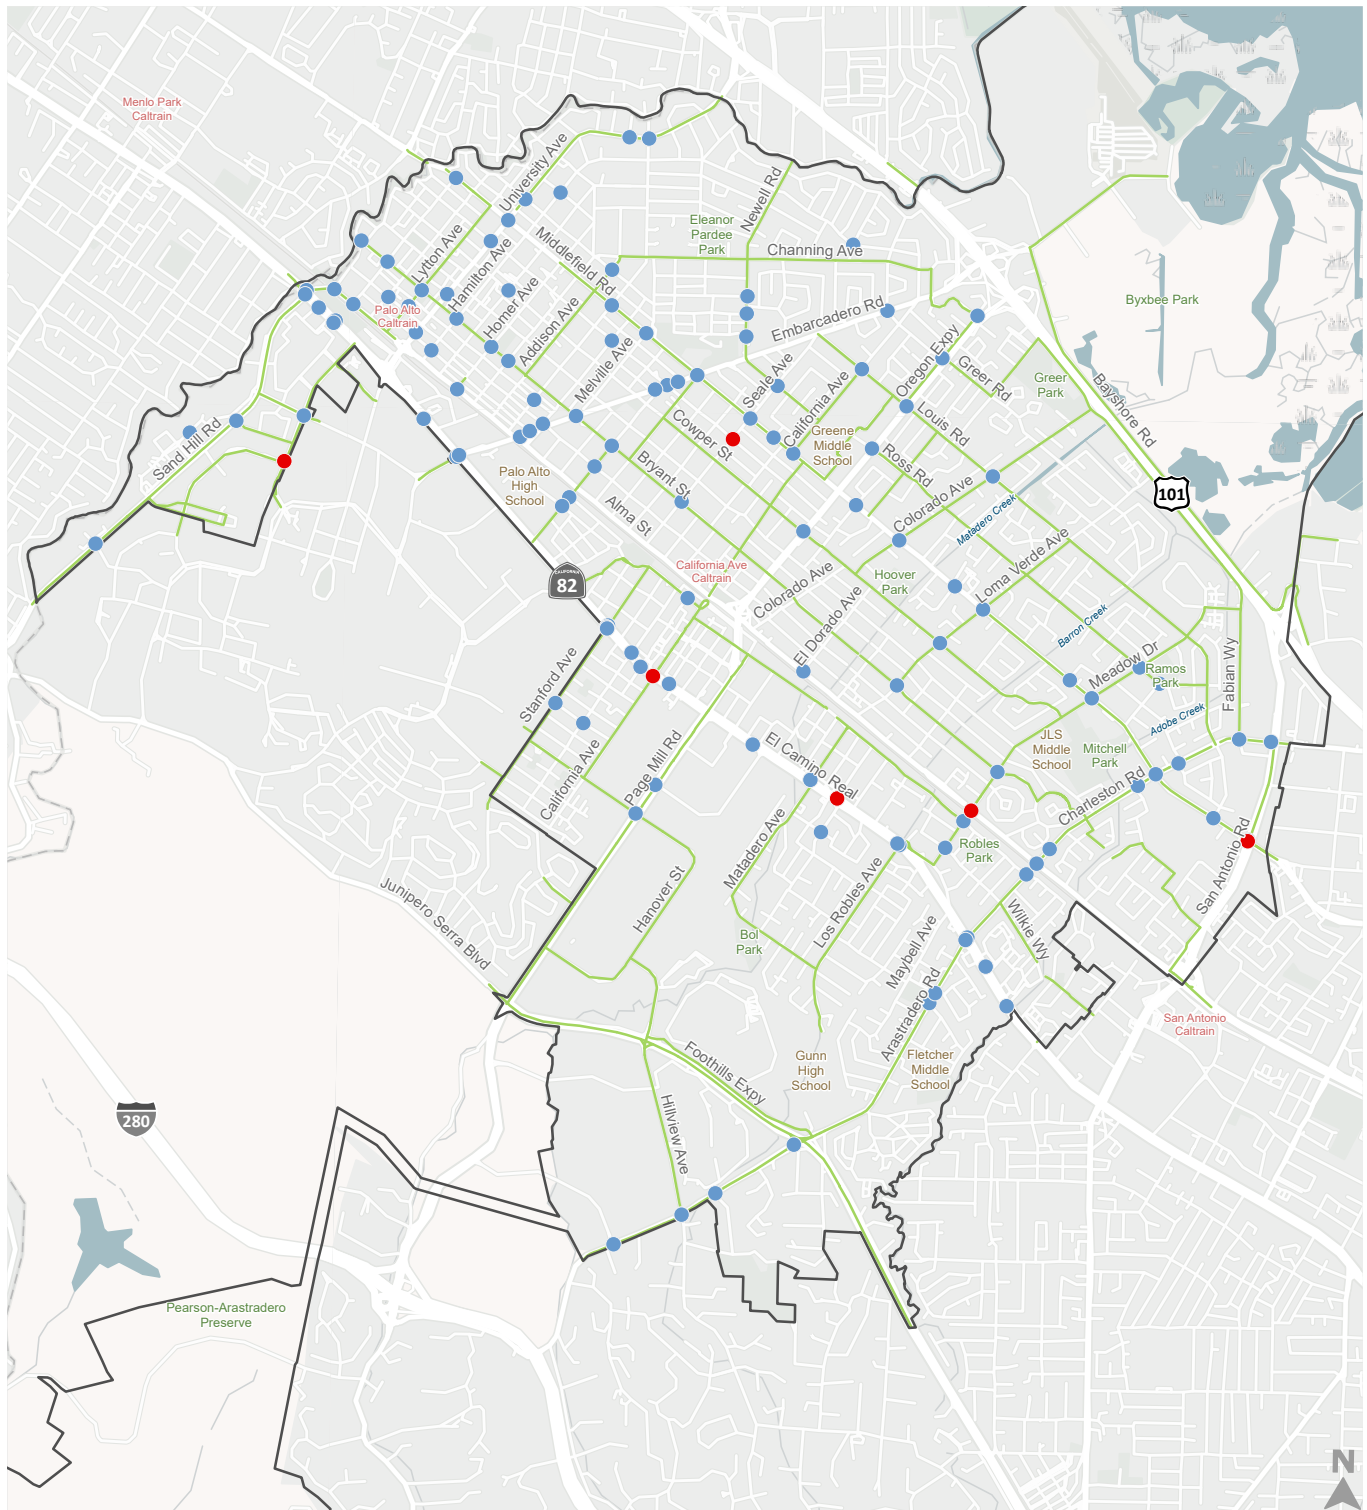 Menlo Park
Caltrain
University Ave
Newell Rd
Eleanor
Pardee
Park
Middlefield Rd
Channing Ave
Lytton Ave
Hamilton Ave
Homer Ave
Addison Ave
Palo Alto
Caltrain
Byxbee Park
Embarcadero Rd
Melville Ave
Seale Ave
California Ave
Oregon Expy
Greer Rd
Greer
Park
Bayshore Rd
Louis Rd
Cowper St
Greene
Middle
School
Ross Rd
Sand Hill Rd
Palo Alto
High
School
Bryant St
Colorado Ave
101
Alma St
Matadero Creek
CALIFORNIA
82
California Ave
Caltrain
Colorado Ave
Hoover
Park
Loma Verde Ave
El Dorado Ave
Barron Creek
Meadow Dr
Ramos
Park
Fabian Wy
Stanford Ave
Adobe Creek
JLS
Middle
School
Mitchell
Park
El Camino Real
Page Mill Rd
California Ave
Charleston Rd
Matadero Ave
Robles
Park
San Antonio Rd
Hanover St
Los Robles Ave
Junipero Serra Blvd
Bol
Park
Maybell Ave
Wilkie Wy
Arastradero Rd
San Antonio
Caltrain
Foothills Expy
Gunn
High
School
Fletcher
Middle
School
Hillview Ave
280
Pearson-Arastradero
Preserve
N